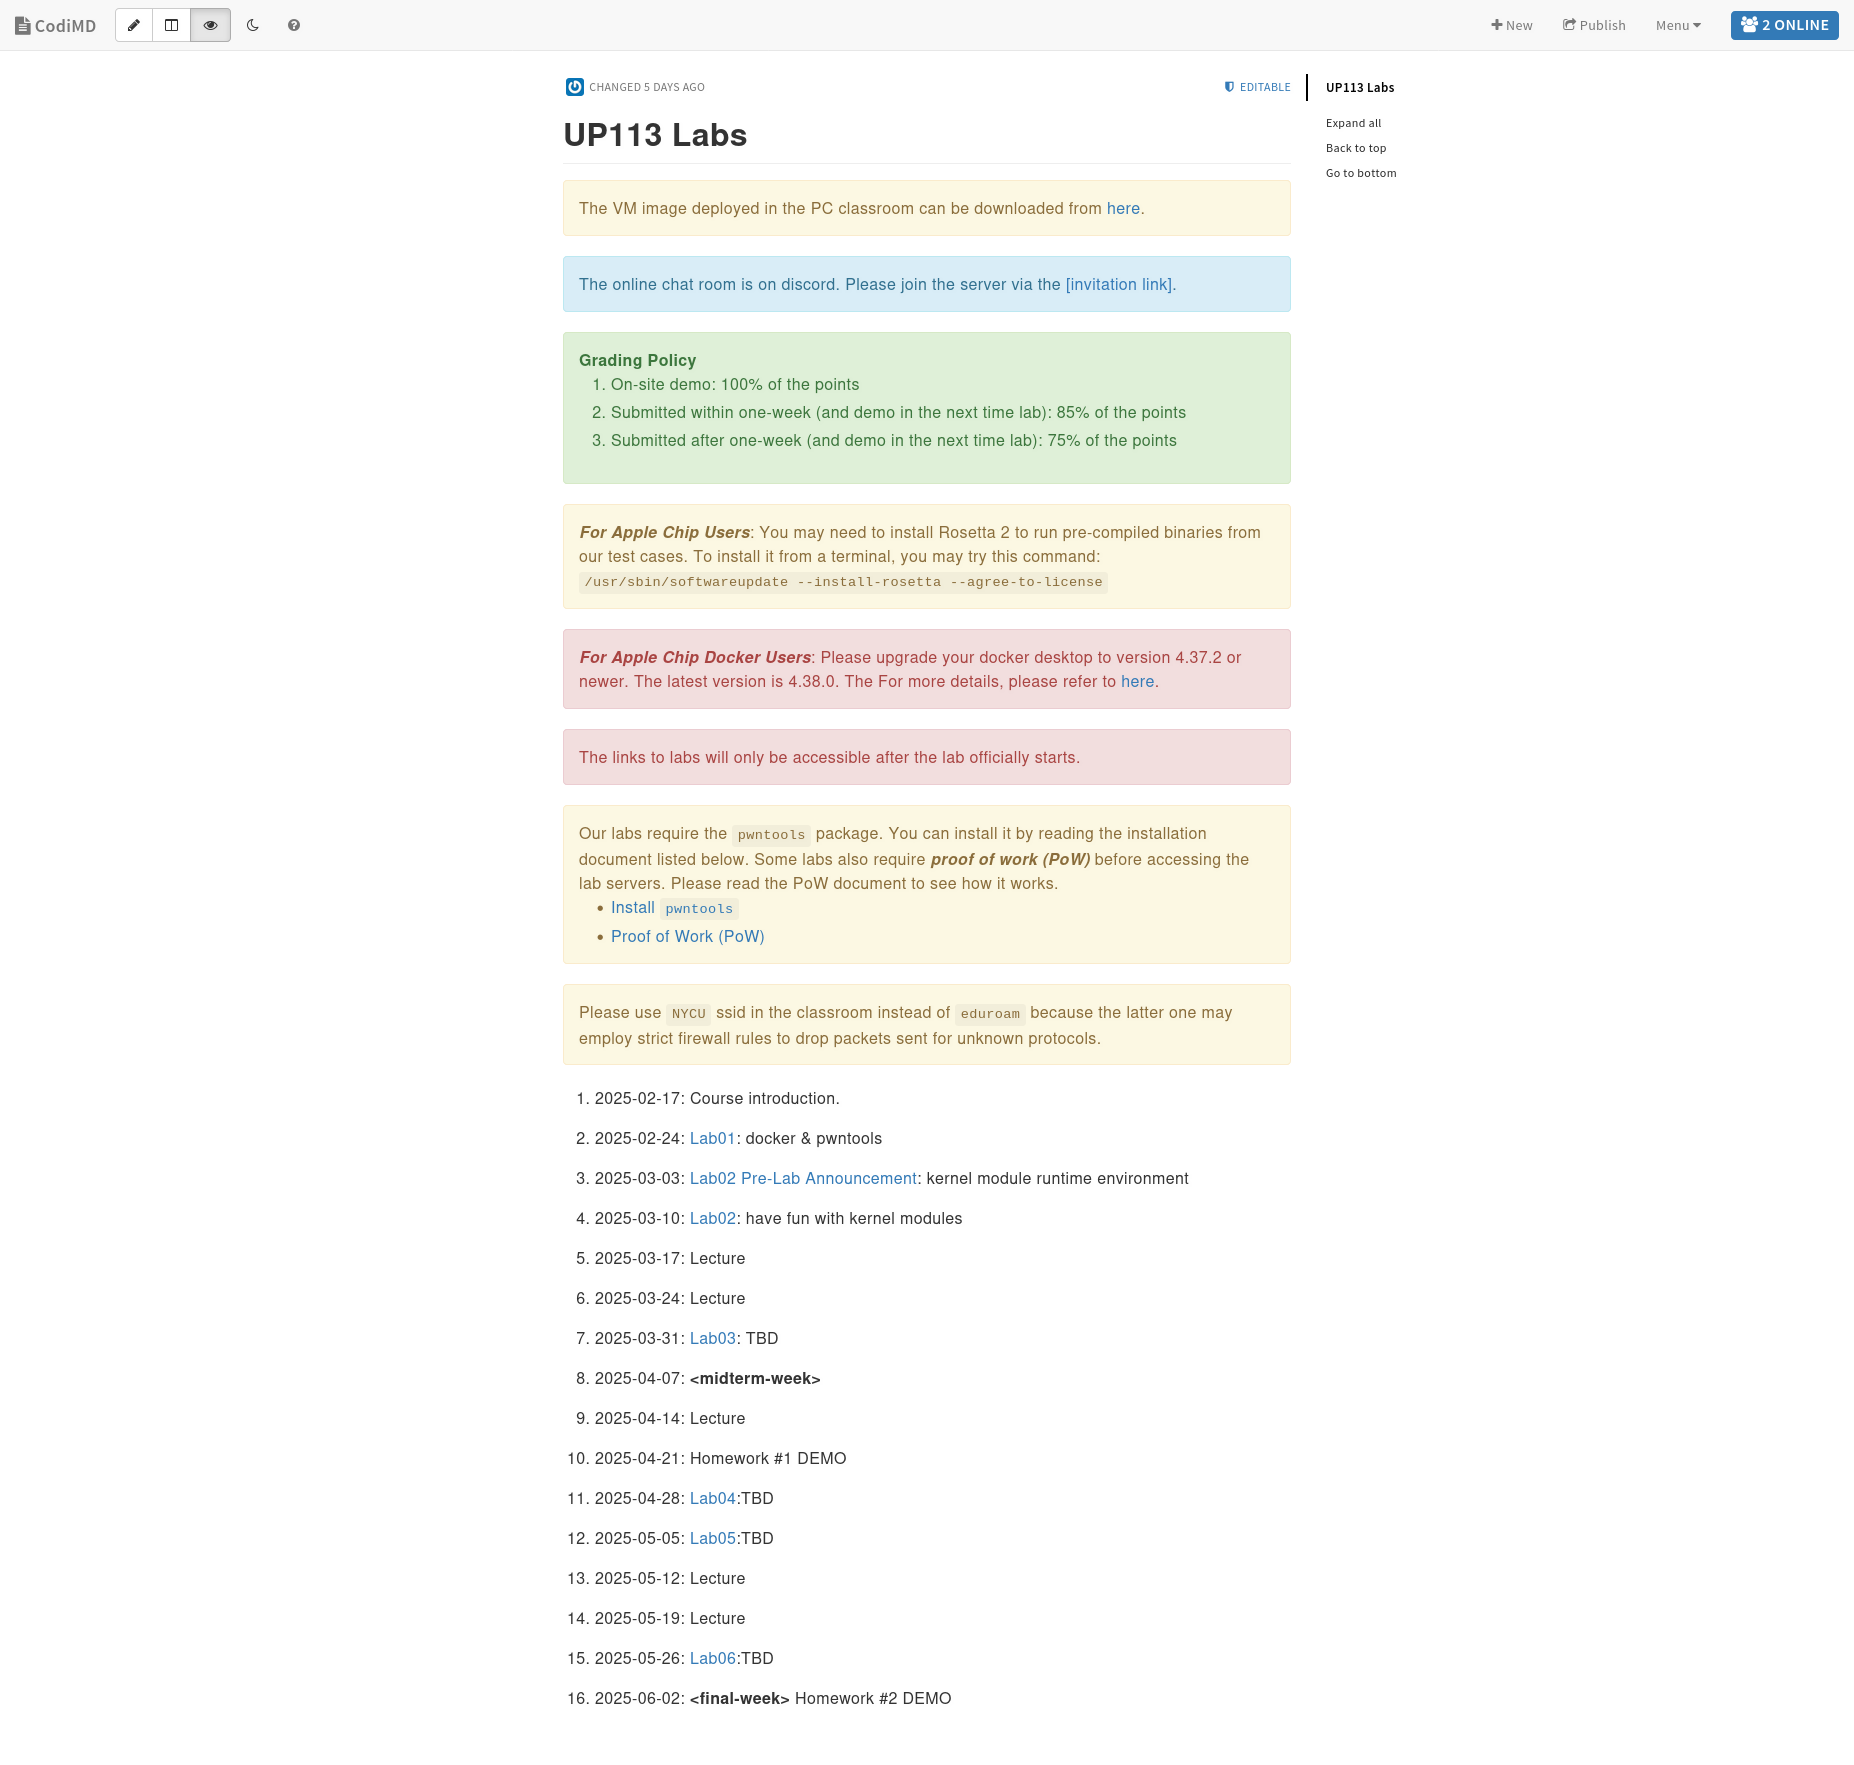 CodiMD
New
Publish
Menu
2 ONLINE
CHANGED 5 DAYS AGO
EDITABLE
UP113 Labs
Expand all
Back to top
Go to bottom
UP113 Labs
The VM image deployed in the PC classroom can be downloaded from here.
The online chat room is on discord. Please join the server via the [invitation link].
Grading Policy
1. On-site demo: 100% of the points
2. Submitted within one-week (and demo in the next time lab): 85% of the points
3. Submitted after one-week (and demo in the next time lab): 75% of the points
For Apple Chip Users: You may need to install Rosetta 2 to run pre-compiled binaries from
our test cases. To install it from a terminal, you may try this command:
/usr/sbin/softwareupdate --install-rosetta --agree-to-license
For Apple Chip Docker Users: Please upgrade your docker desktop to version 4.37.2 or
newer. The latest version is 4.38.0. The For more details, please refer to here.
The links to labs will only be accessible after the lab officially starts.
Our labs require the pwntools package. You can install it by reading the installation
document listed below. Some labs also require proof of work (PoW) before accessing the
lab servers. Please read the PoW document to see how it works.
• Install pwntools
• Proof of Work (PoW)
Please use NYCU ssid in the classroom instead of eduroam because the latter one may
employ strict firewall rules to drop packets sent for unknown protocols.
1. 2025-02-17: Course introduction.
2. 2025-02-24: Lab01: docker & pwntools
3. 2025-03-03: Lab02 Pre-Lab Announcement: kernel module runtime environment
4. 2025-03-10: Lab02: have fun with kernel modules
5. 2025-03-17: Lecture
6. 2025-03-24: Lecture
7. 2025-03-31: Lab03: TBD
8. 2025-04-07: <midterm-week>
9. 2025-04-14: Lecture
10. 2025-04-21: Homework #1 DEMO
11. 2025-04-28: Lab04:TBD
12. 2025-05-05: Lab05:TBD
13. 2025-05-12: Lecture
14. 2025-05-19: Lecture
15. 2025-05-26: Lab06:TBD
16. 2025-06-02: <final-week> Homework #2 DEMO